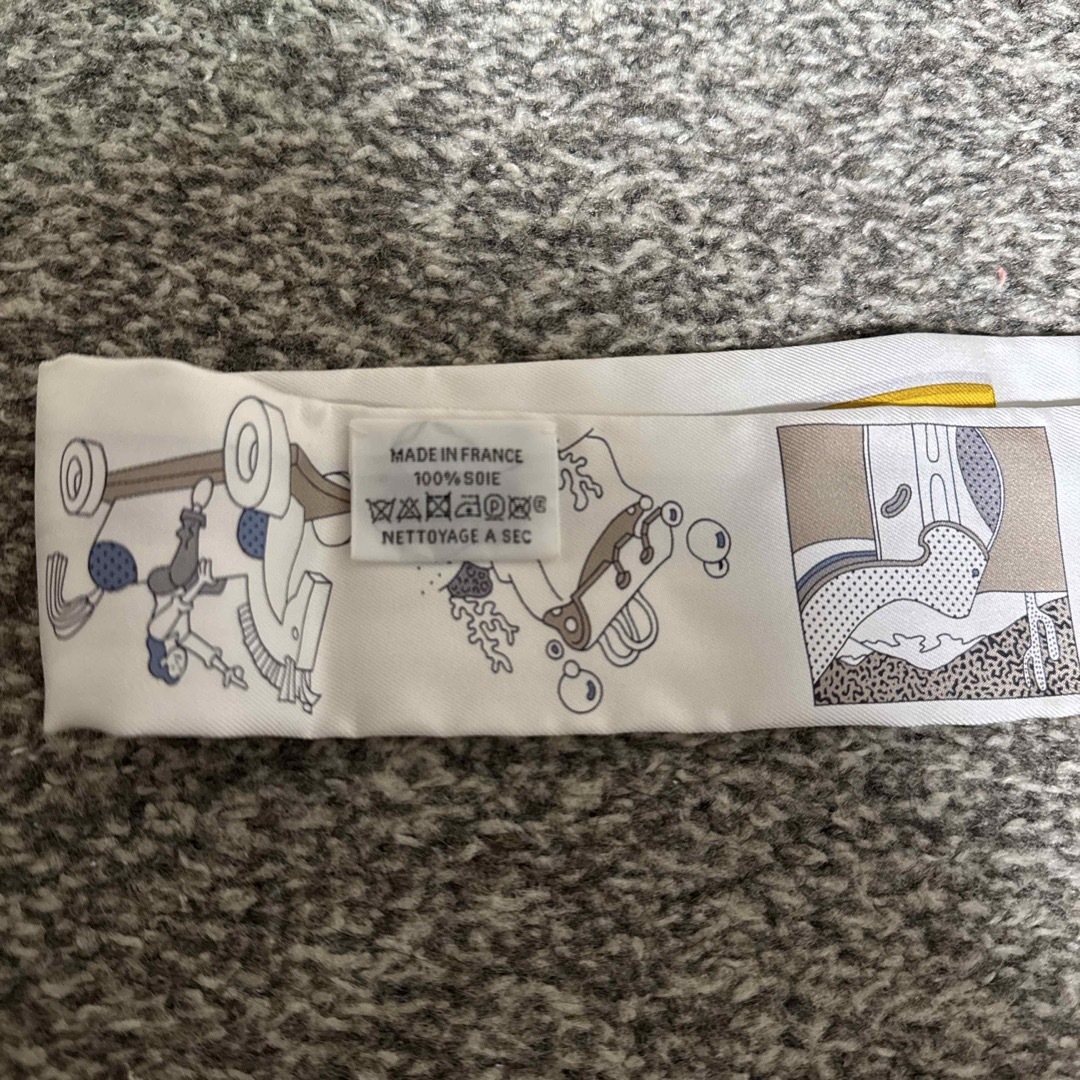 MADE IN FRANCE
100% SOIE
NETTOYAGE A SEC